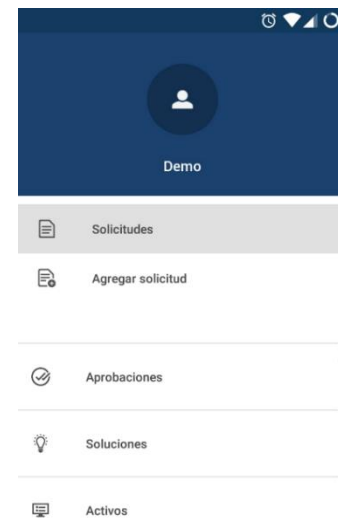 Demo
Solicitudes
Agregar solicitud
Aprobaciones
Soluciones
Activos